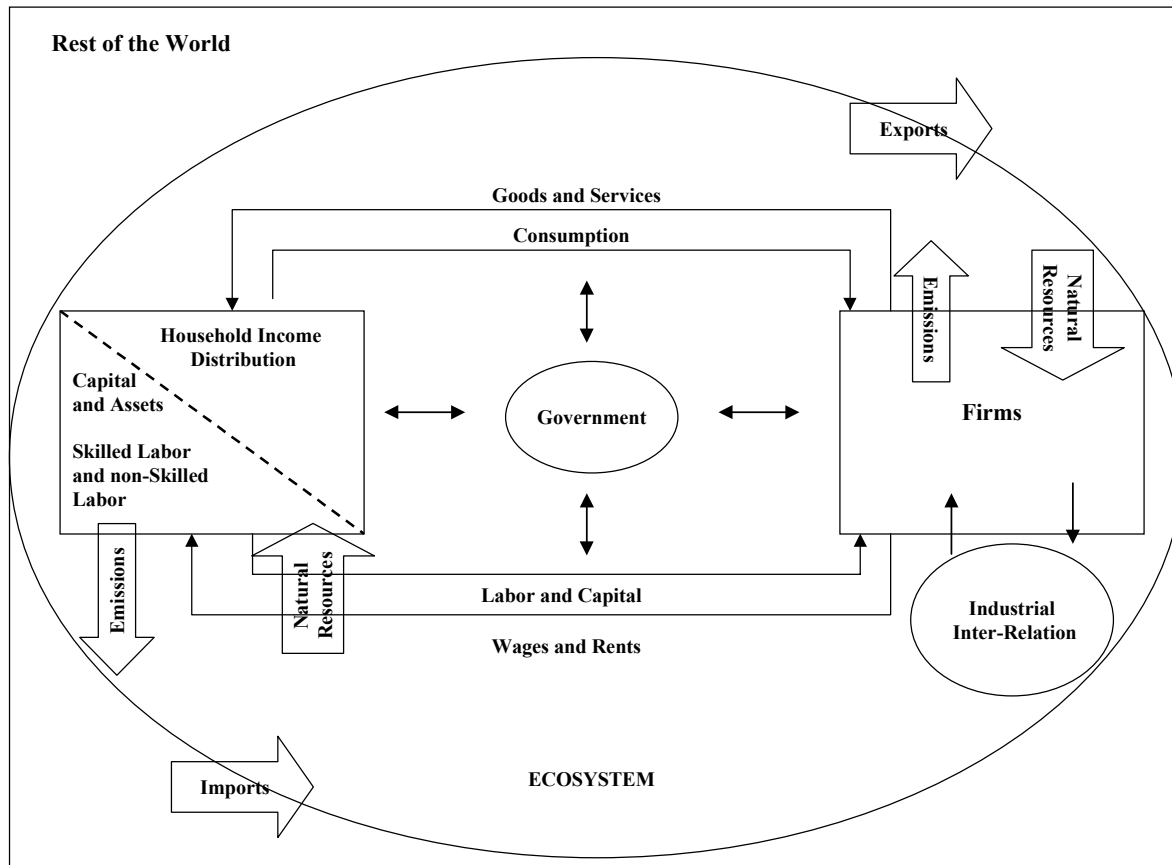 Rest of the World
Exports
Goods and Services
Consumption
Emissions
Natural
Resources
Household Income
Distribution
Capital
and Assets
Skilled Labor
and non-Skilled
Labor
Government
Firms
Emissions
Natural
Resources
Labor and Capital
Wages and Rents
Industrial
Inter-Relation
Imports
ECOSYSTEM